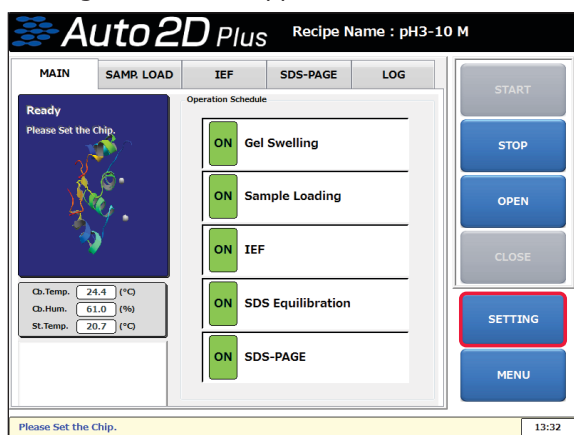 Auto2D Plus Recipe Name : pH3-10 M
MAIN SAMP. LOAD IEF SDS-PAGE LOG
Ready
Please Set the Chip.
Operation Schedule
ON Gel Swelling
ON Sample Loading
ON IEF
ON SDS Equilibration
ON SDS-PAGE
Cb.Temp. 24.4 (°C)
Cb.Hum. 61.0 (%)
St.Temp. 20.7 (°C)
START
STOP
OPEN
CLOSE
SETTING
MENU
Please Set the Chip. 13:32